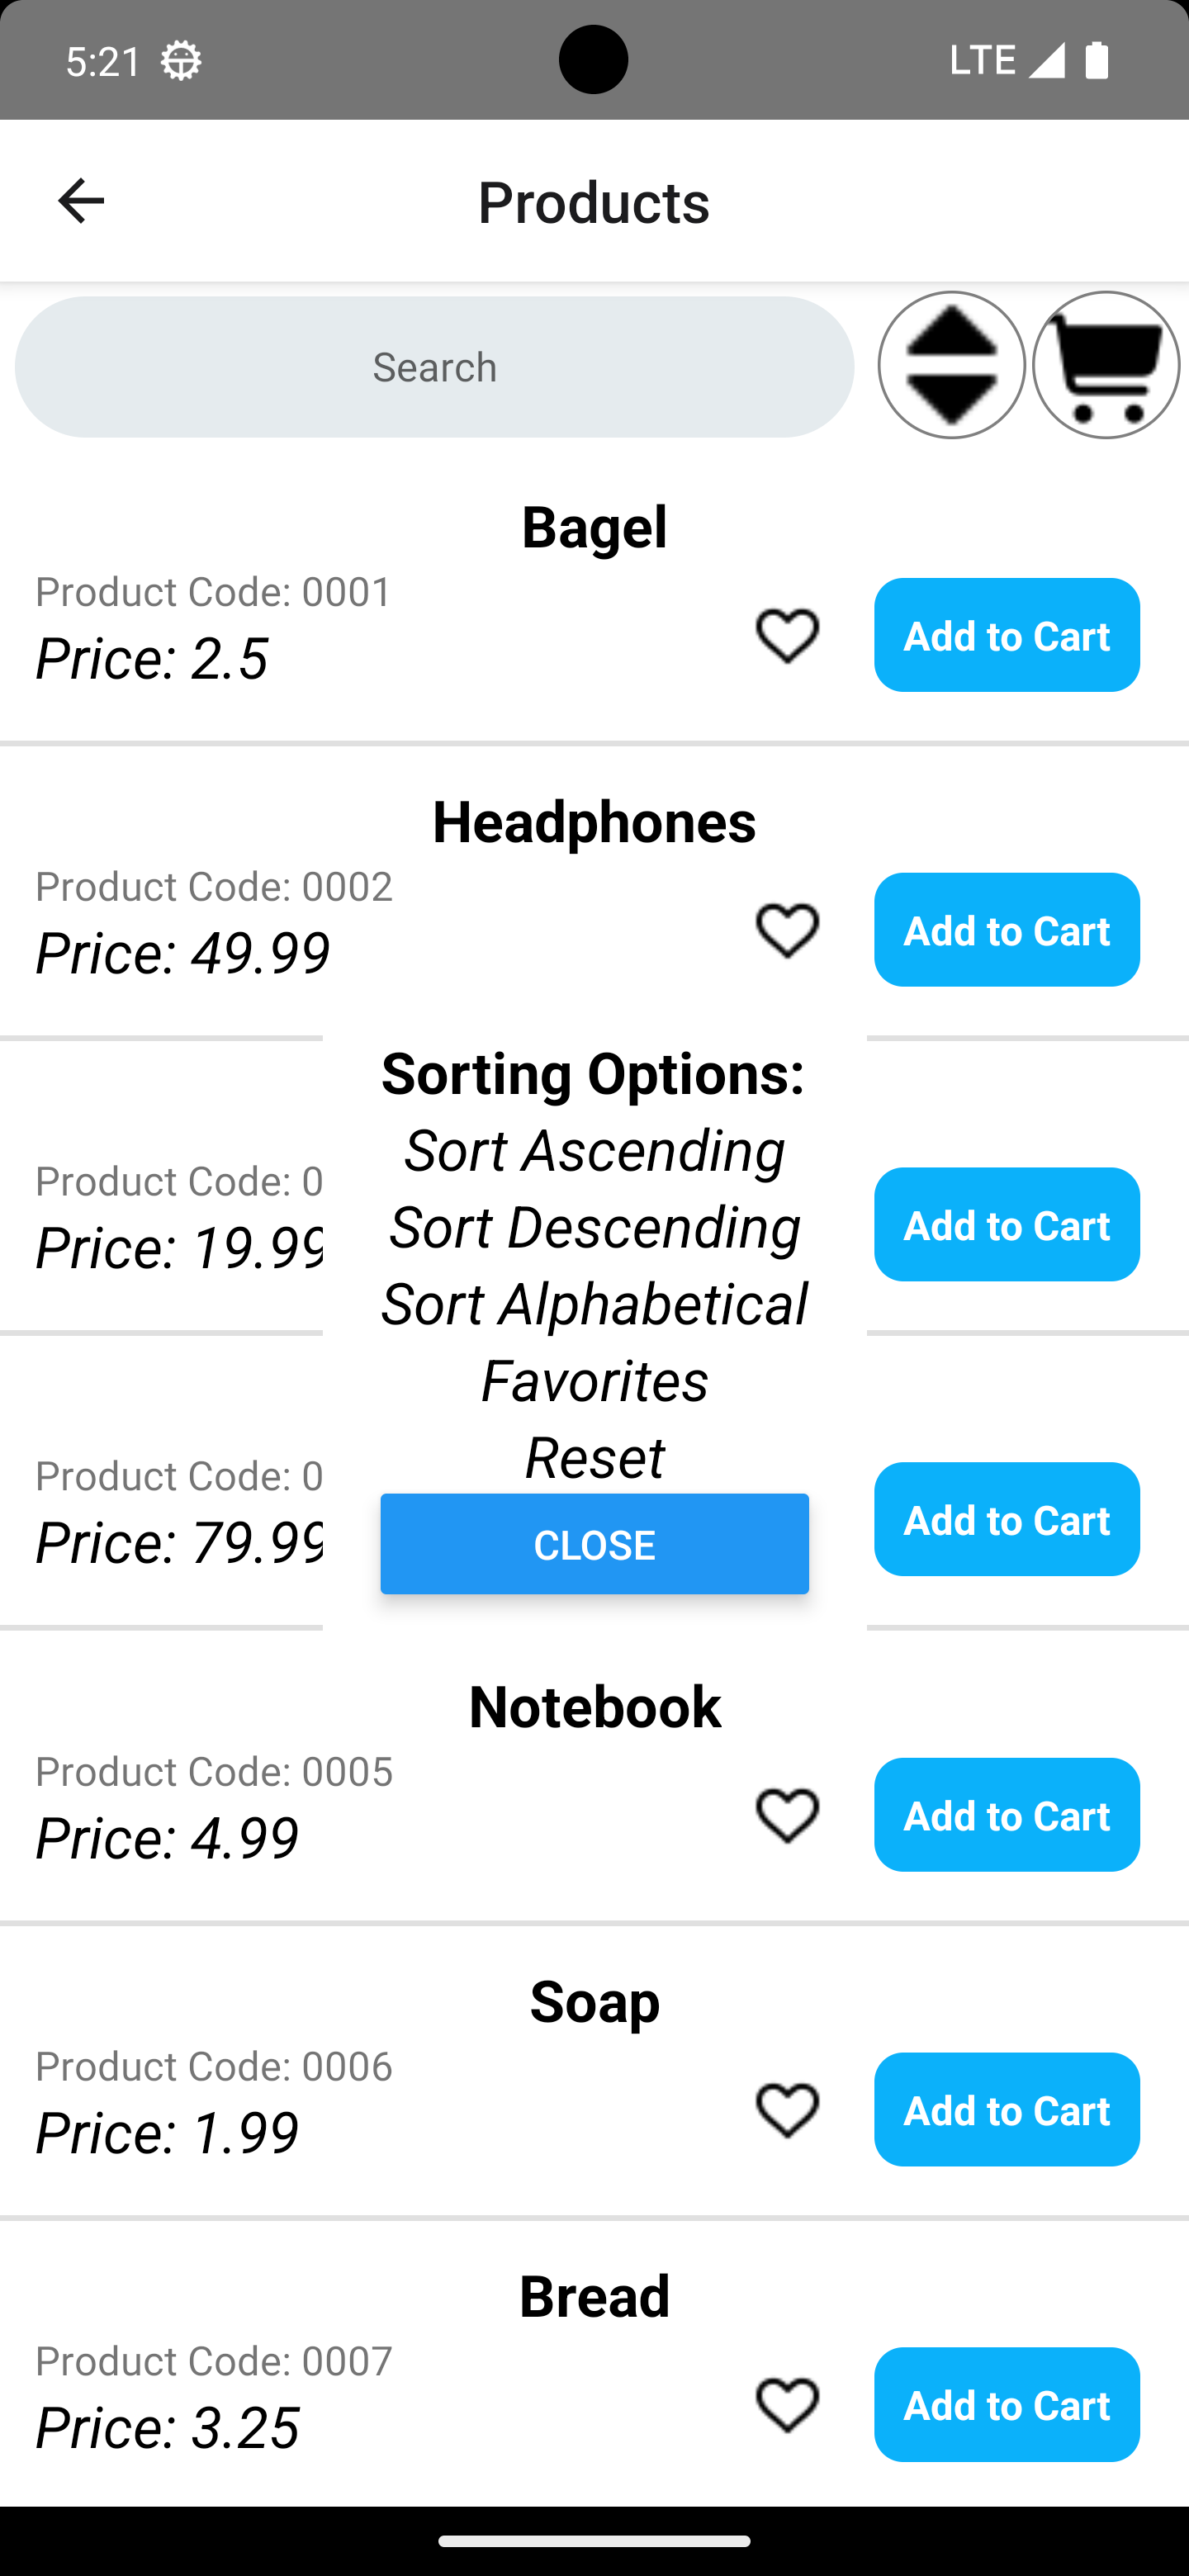 5:21
LTE
Products
Search
Bagel
Product Code: 0001
Price: 2.5
Add to Cart
Headphones
Product Code: 0002
Price: 49.99
Add to Cart
Product Code: 0
Price: 19.99
Add to Cart
Sorting Options:
Sort Ascending
Sort Descending
Sort Alphabetical
Favorites
Reset
CLOSE
Product Code: 0
Price: 79.99
Add to Cart
Notebook
Product Code: 0005
Price: 4.99
Add to Cart
Soap
Product Code: 0006
Price: 1.99
Add to Cart
Bread
Product Code: 0007
Price: 3.25
Add to Cart